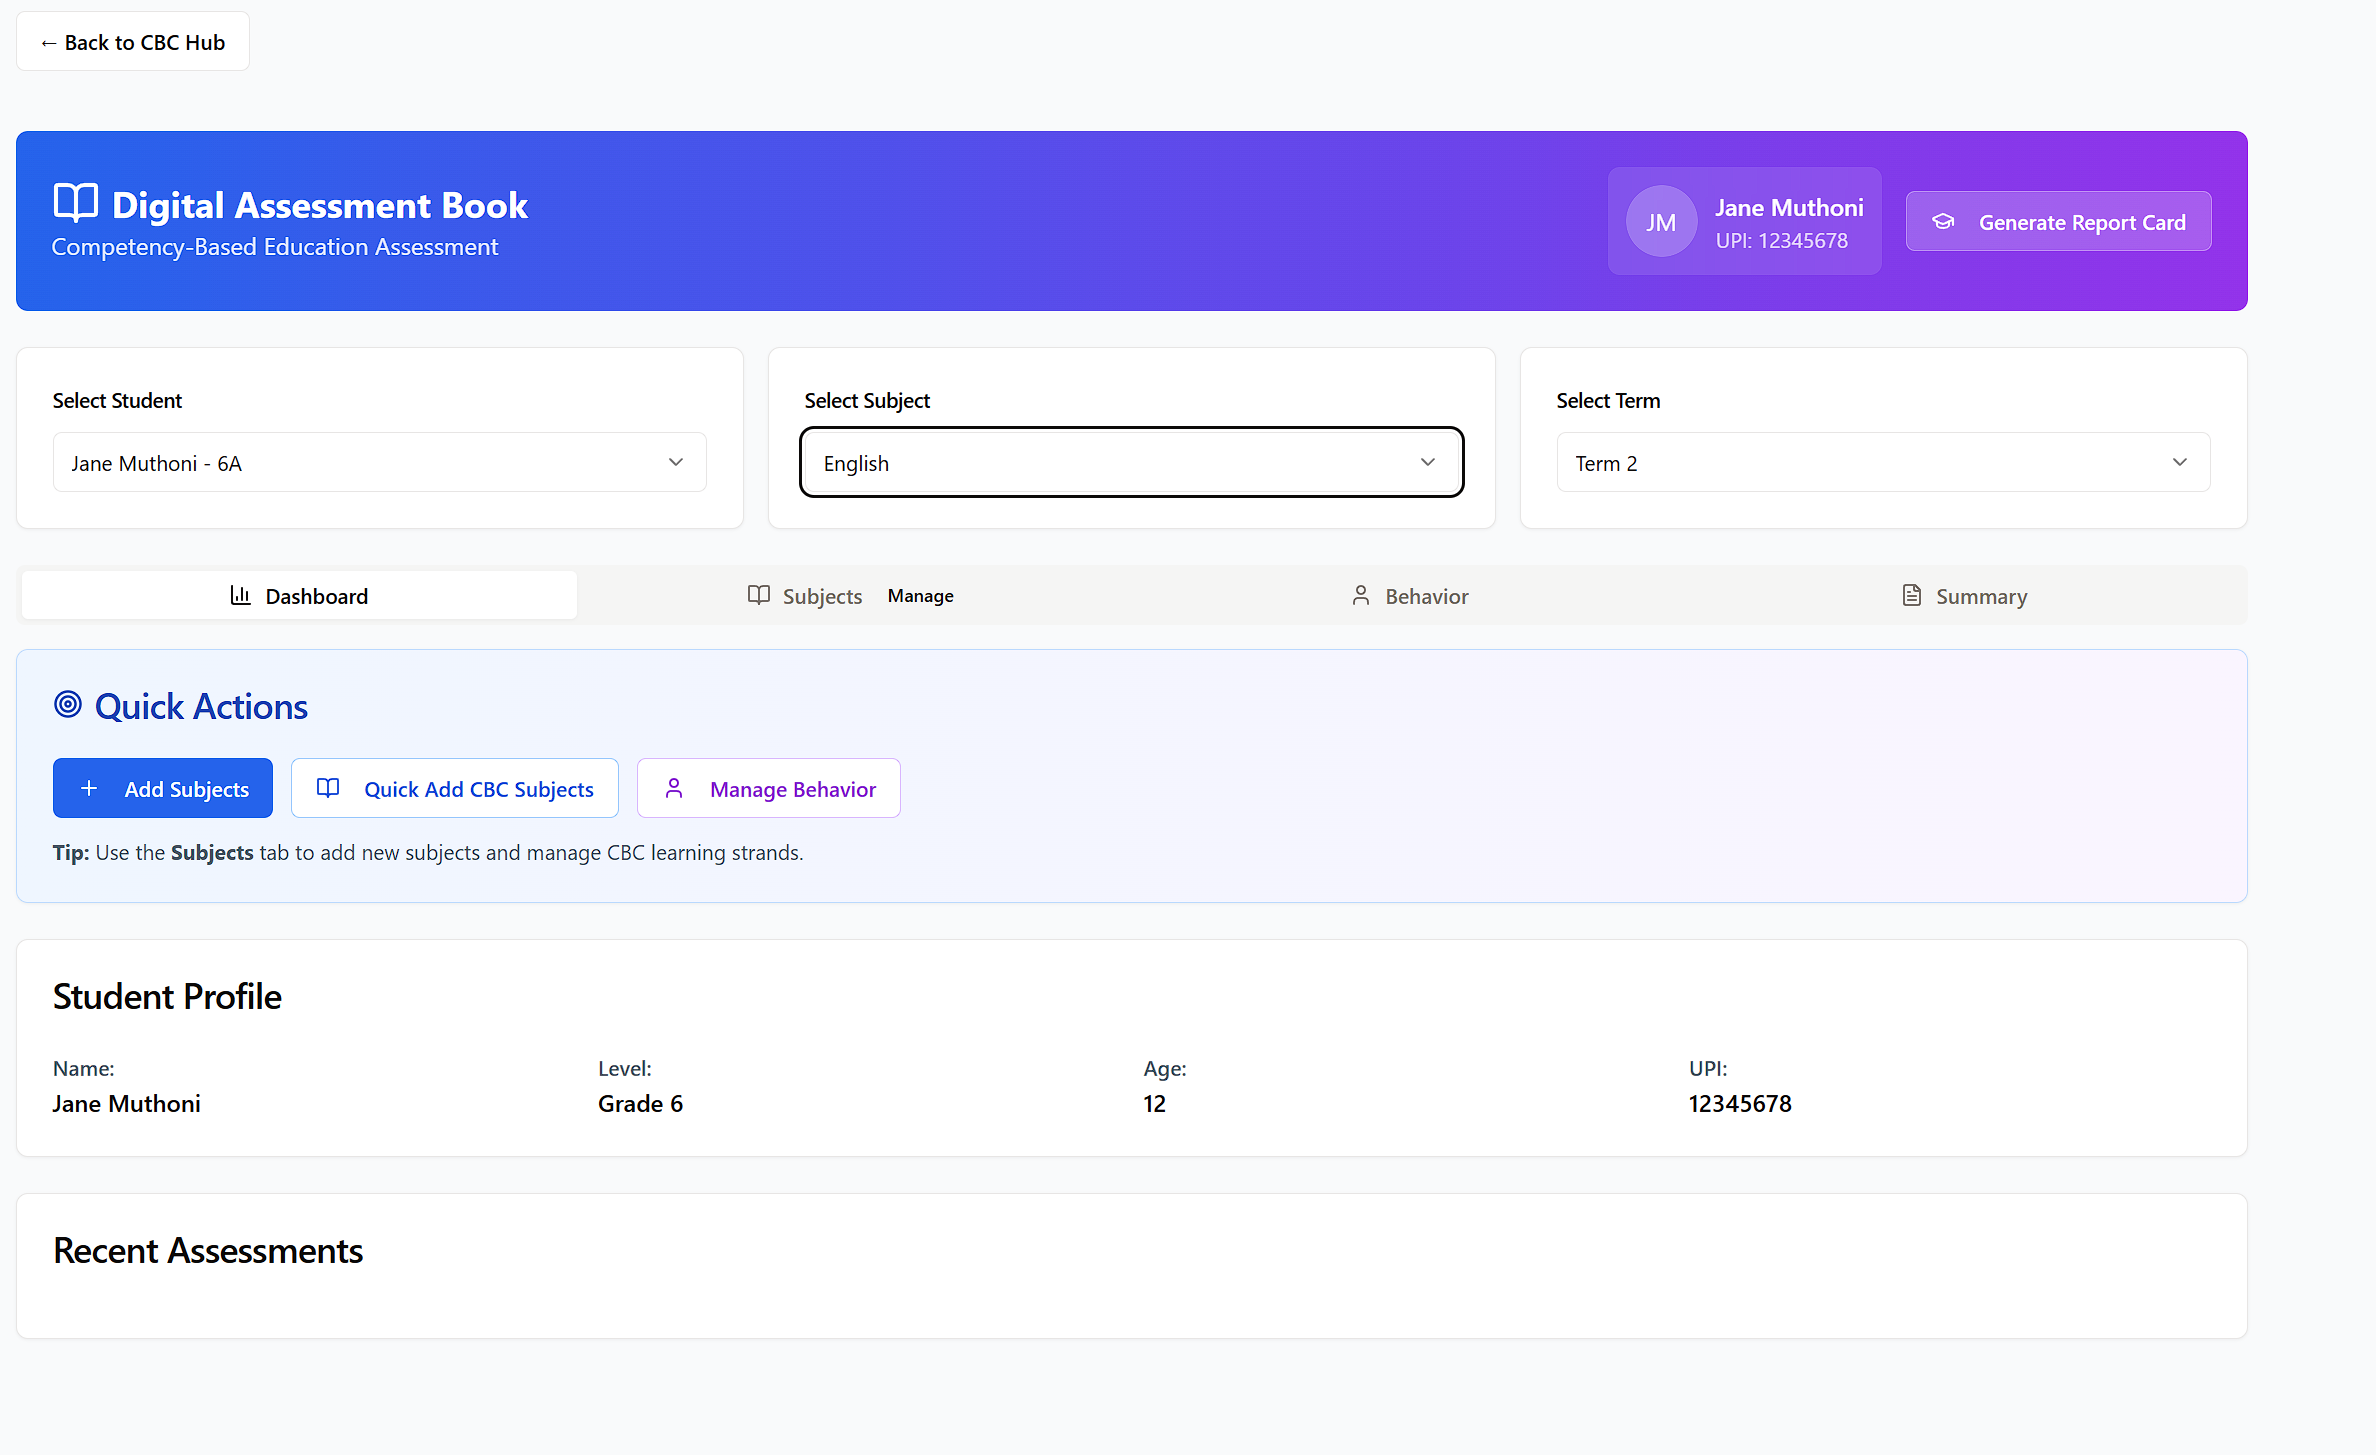 ← Back to CBC Hub
Digital Assessment Book
Competency-Based Education Assessment
JM
Jane Muthoni
UPI: 12345678
Generate Report Card
Select Student
Jane Muthoni - 6A
Select Subject
English
Select Term
Term 2
Dashboard
Subjects Manage
Behavior
Summary
Quick Actions
+ Add Subjects
Quick Add CBC Subjects
Manage Behavior
Tip: Use the Subjects tab to add new subjects and manage CBC learning strands.
Student Profile
Name:
Jane Muthoni
Level:
Grade 6
Age:
12
UPI:
12345678
Recent Assessments